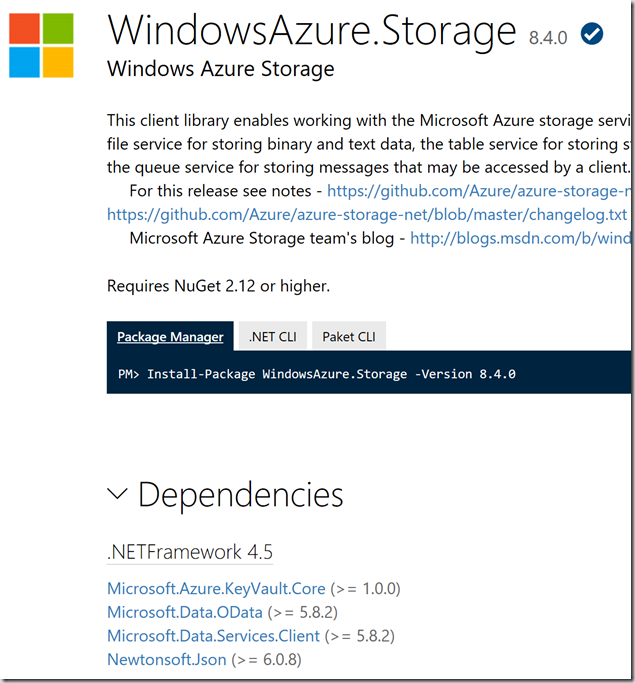 WindowsAzure.Storage 8.4.0
Windows Azure Storage
This client library enables working with the Microsoft Azure storage servi
file service for storing binary and text data, the table service for storing s
the queue service for storing messages that may be accessed by a client.
For this release see notes - https://github.com/Azure/azure-storage-n
https://github.com/Azure/azure-storage-net/blob/master/changelog.txt
Microsoft Azure Storage team's blog - http://blogs.msdn.com/b/wind
Requires NuGet 2.12 or higher.
Package Manager .NET CLI Paket CLI
PM> Install-Package WindowsAzure.Storage -Version 8.4.0
Dependencies
.NETFramework 4.5
Microsoft.Azure.KeyVault.Core (>= 1.0.0)
Microsoft.Data.OData (>= 5.8.2)
Microsoft.Data.Services.Client (>= 5.8.2)
Newtonsoft.Json (>= 6.0.8)